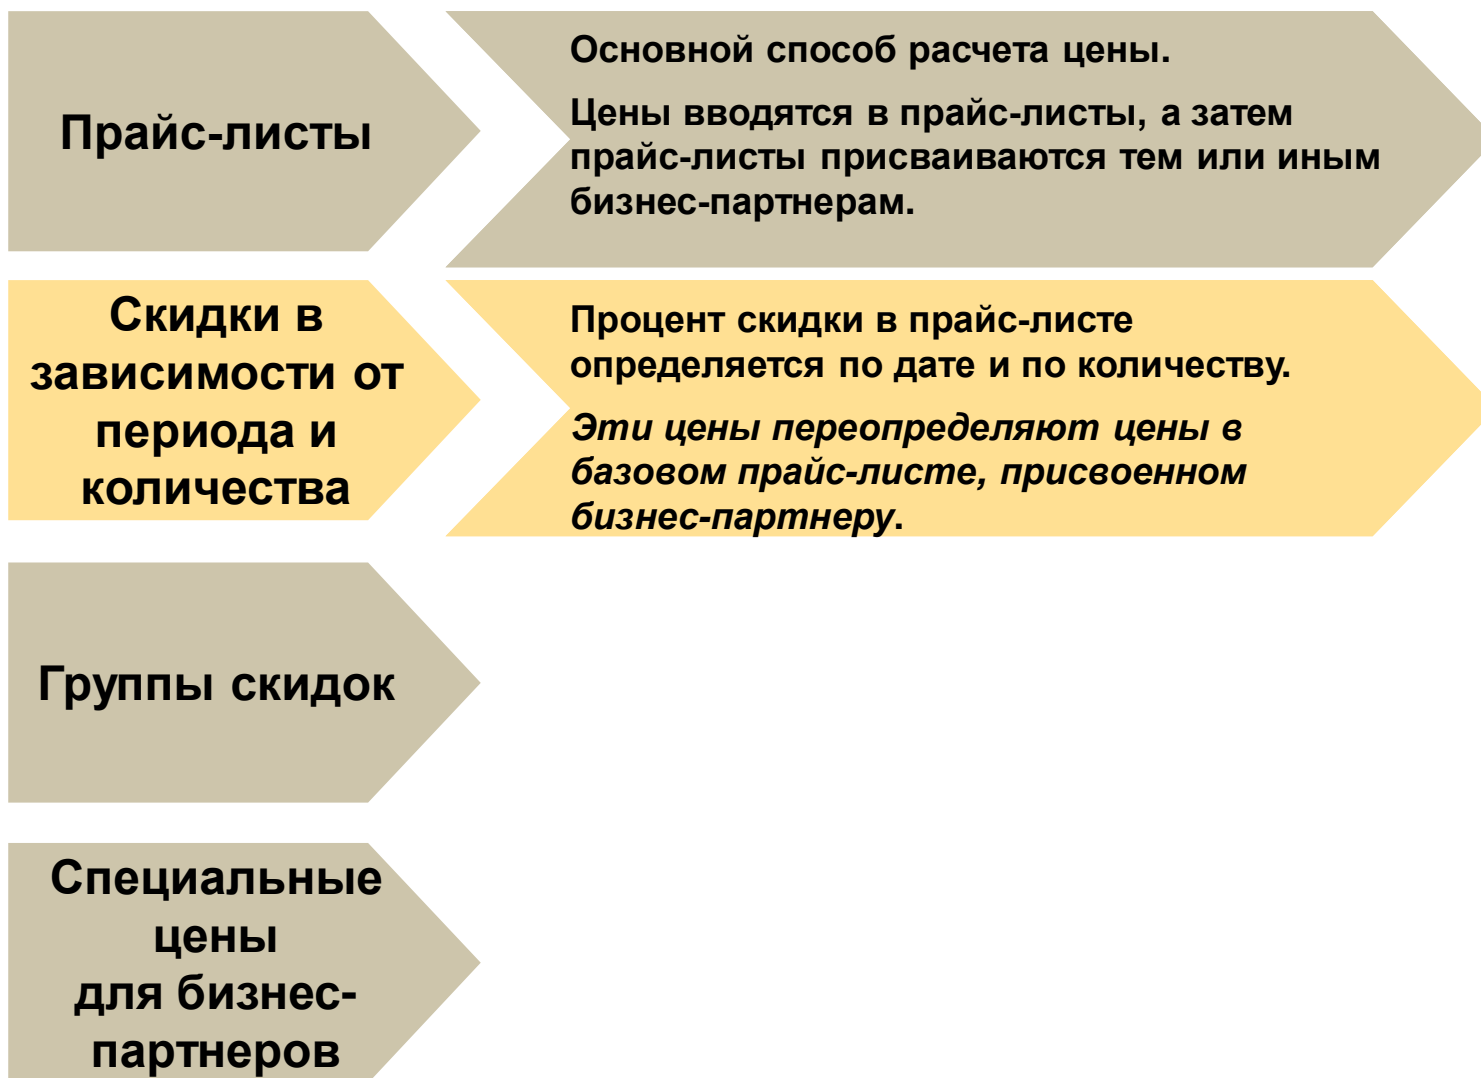 Прайс-листы
Основной способ расчета цены.
Цены вводятся в прайс-листы, а затем
прайс-листы присваиваются тем или иным
бизнес-партнерам.
Скидки в
зависимости от
периода и
количества
Процент скидки в прайс-листе
определяется по дате и по количеству.
Эти цены переопределяют цены в
базовом прайс-листе, присвоенном
бизнес-партнеру.
Группы скидок
Специальные
цены
для бизнес-
партнеров